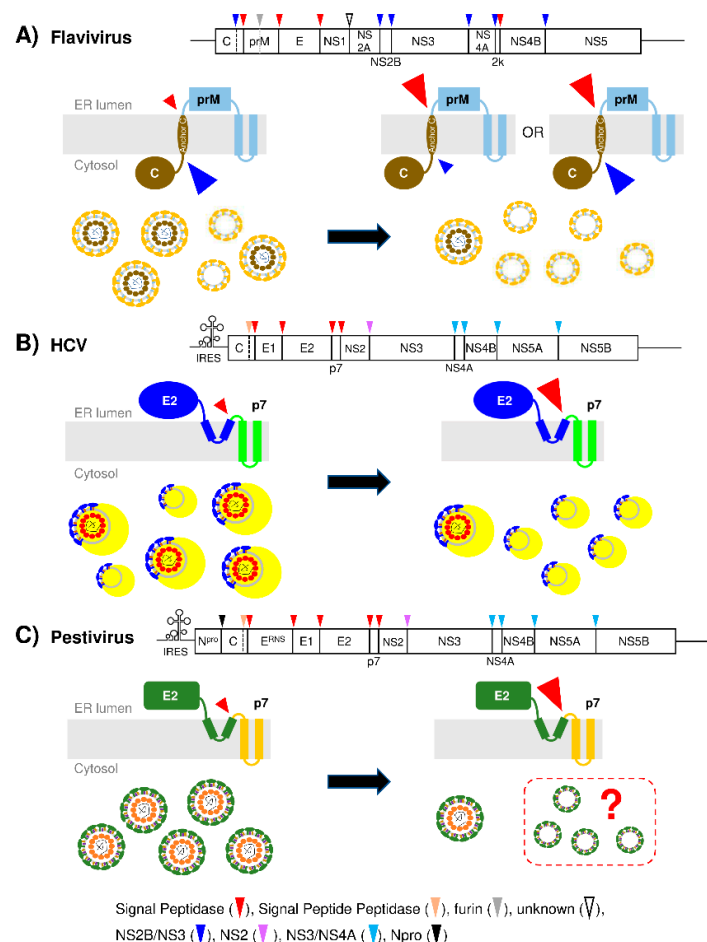 A) Flavivirus
C prM E NS1 NS 2A NS3 NS 4A NS4B NS5
NS2B 2k
ER lumen
prM prM prM
Anchor C Anchor C OR Anchor C
Cytosol
C C C
B) HCV
IRES
C E1 E2 NS2 NS3 NS4B NS5A NS5B
p7 NS4A
ER lumen
E2 p7 E2 p7
Cytosol
C) Pestivirus
IRES
Npro C ERNS E1 E2 NS2 NS3 NS4B NS5A NS5B
p7 NS4A
ER lumen
E2 p7 E2 p7
Cytosol
?
Signal Peptidase ( ), Signal Peptide Peptidase ( ), furin ( ), unknown ( ),
NS2B/NS3 ( ), NS2 ( ), NS3/NS4A ( ), Npro ( )